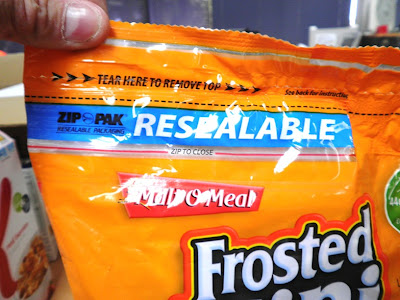 TEAR HERE TO REMOVE TOP
See back for instructions
ZIP PAK
RESEALABLE PACKAGING
RESEALABLE
ZIP TO CLOSE
Malt-O-Meal
Frosted